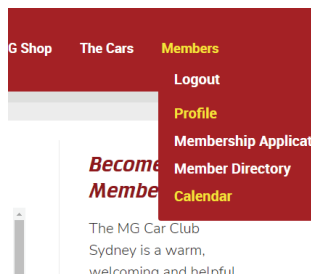 G Shop The Cars Members
Logout
Profile
Membership Applicat
Member Directory
Calendar
Become
Membe
The MG Car Club
Sydney is a warm,
welcoming and helpful